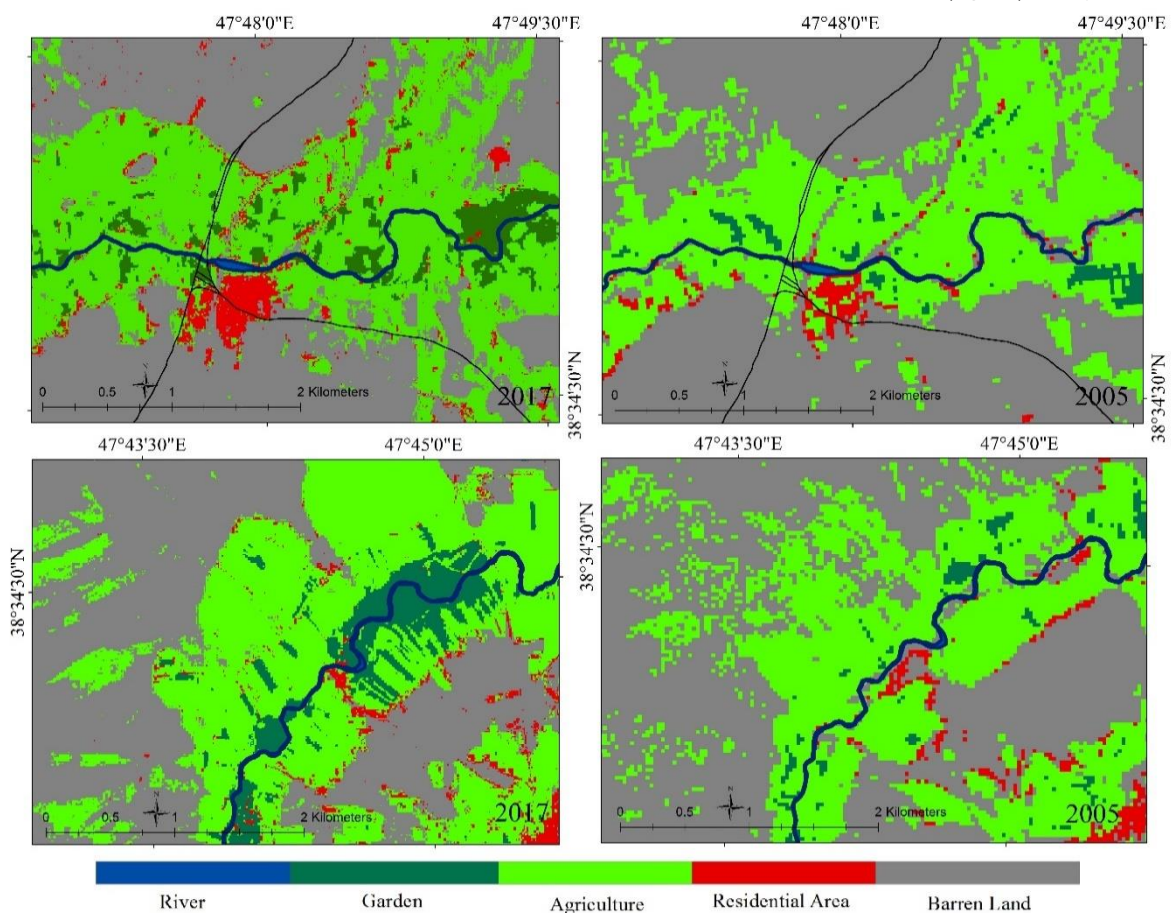 47°48'0"E 47°49'30"E 47°48'0"E 47°49'30"E
38°34'30"N
38°34'30"N
0 0.5 1 2 Kilometers
N
2017
0 0.5 1 2 Kilometers
N
2005
47°43'30"E 47°45'0"E 47°43'30"E 47°45'0"E
38°34'30"N
38°34'30"N
0 0.5 1 2 Kilometers
N
2017
0 0.5 1 2 Kilometers
N
2005
River Garden Agriculture Residential Area Barren Land